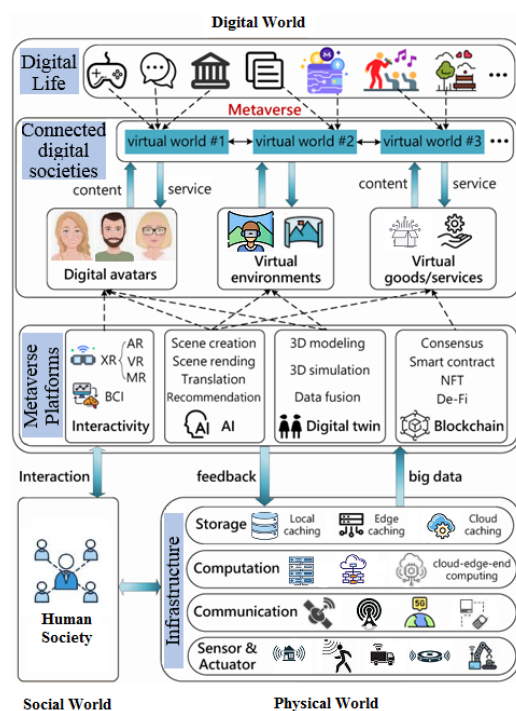 Digital World
Digital
Life
Metaverse
Connected
digital
societies
virtual world #1
virtual world #2
virtual world #3
content
service
content
service
Digital avatars
Virtual
environments
Virtual
goods/services
Metaverse
Platforms
XR
AR
VR
MR
BCI
Interactivity
Scene creation
Scene rending
Translation
Recommendation
AI
AI
3D modeling
3D simulation
Data fusion
Digital twin
Consensus
Smart contract
NFT
De-Fi
Blockchain
Interaction
feedback
big data
Human
Society
Infrastructure
Storage
Local
caching
Edge
caching
Cloud
caching
Computation
cloud-edge-end
computing
Communication
5G
Sensor &
Actuator
Social World
Physical World